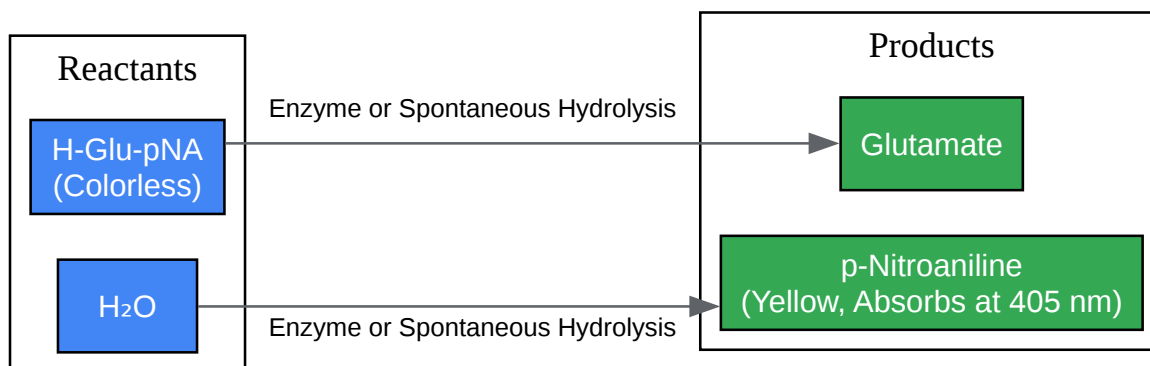 Reactants
Products
Enzyme or Spontaneous Hydrolysis
H-Glu-pNA
(Colorless)
Glutamate
H₂O
p-Nitroaniline
(Yellow, Absorbs at 405 nm)
Enzyme or Spontaneous Hydrolysis